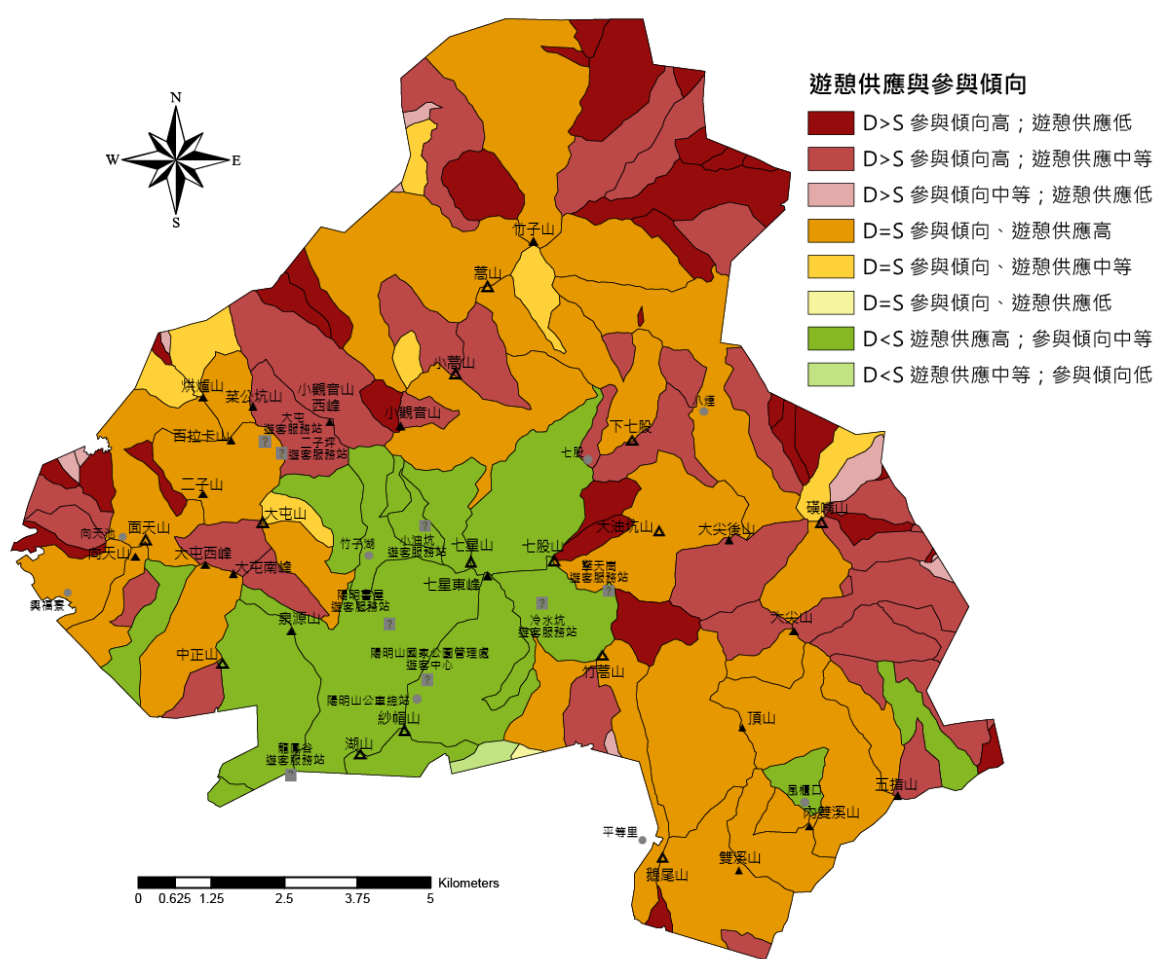 遊憩供應與參與傾向
D>S 參與傾向高；遊憩供應低
D>S 參與傾向高；遊憩供應中等
D>S 參與傾向中等；遊憩供應低
D=S 參與傾向、遊憩供應高
D=S 參與傾向、遊憩供應中等
D=S 參與傾向、遊憩供應低
D<S 遊憩供應高；參與傾向中等
D<S 遊憩供應中等；參與傾向低
N
W
E
S
竹子山
嵩山
小嵩山
烘爐山
菜公坑山
小觀音山
西峰
大屯
遊客服務站
小觀音山
百拉卡山
二子坪
遊客服務站
八煙
下七股
七股
二子山
大屯山
磺嘴山
面天山
向天池
向天山
大屯西峰
大屯南峰
竹子湖
小油坑
遊客服務站
七星山
七股山
大油坑山
大尖後山
擎天崗
遊客服務站
七星東峰
興福寮
陽明書屋
遊客服務站
泉源山
冷水坑
遊客服務站
大尖山
中正山
陽明山國家公園管理處
遊客中心
竹蒿山
陽明山公車總站
紗帽山
頂山
湖山
龍鳳谷
遊客服務站
五指山
風櫃口
內雙溪山
平等里
鵝尾山
雙溪山
Kilometers
0 0.625 1.25 2.5 3.75 5